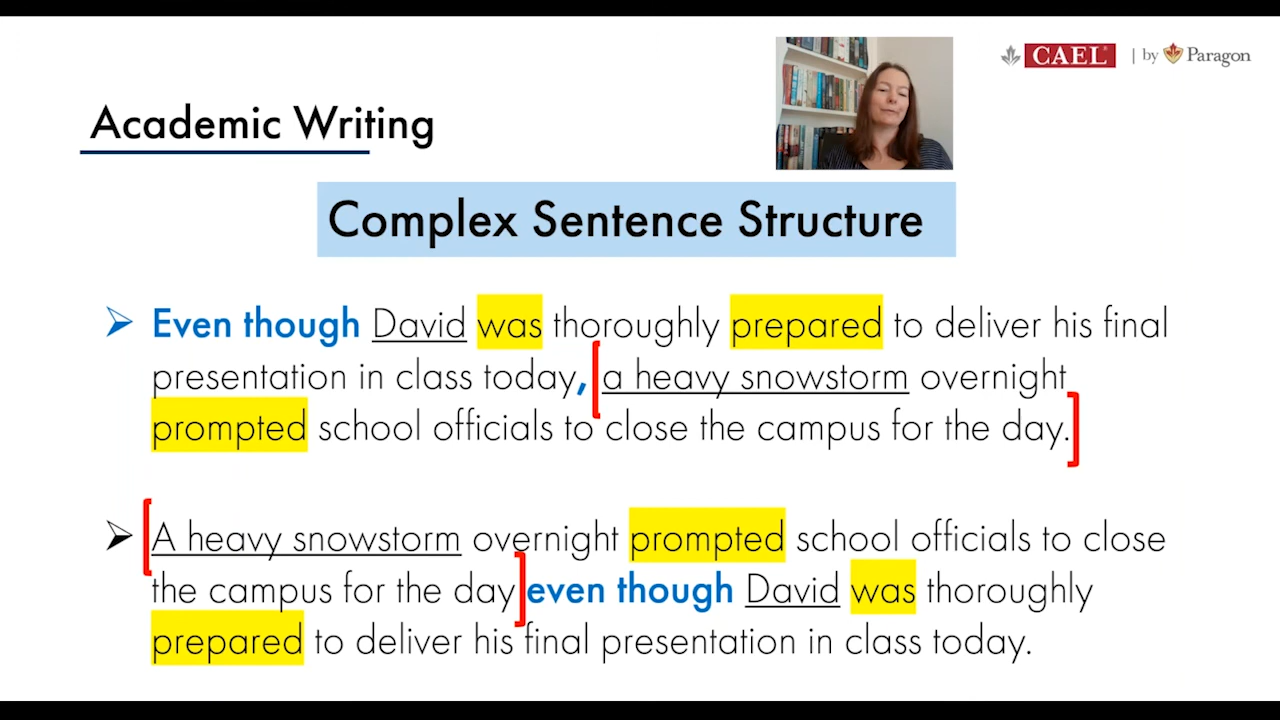 CAEL | by Paragon
Academic Writing
Complex Sentence Structure
Even though David was thoroughly prepared to deliver his final
presentation in class today, a heavy snowstorm overnight
prompted school officials to close the campus for the day.
A heavy snowstorm overnight prompted school officials to close
the campus for the day even though David was thoroughly
prepared to deliver his final presentation in class today.